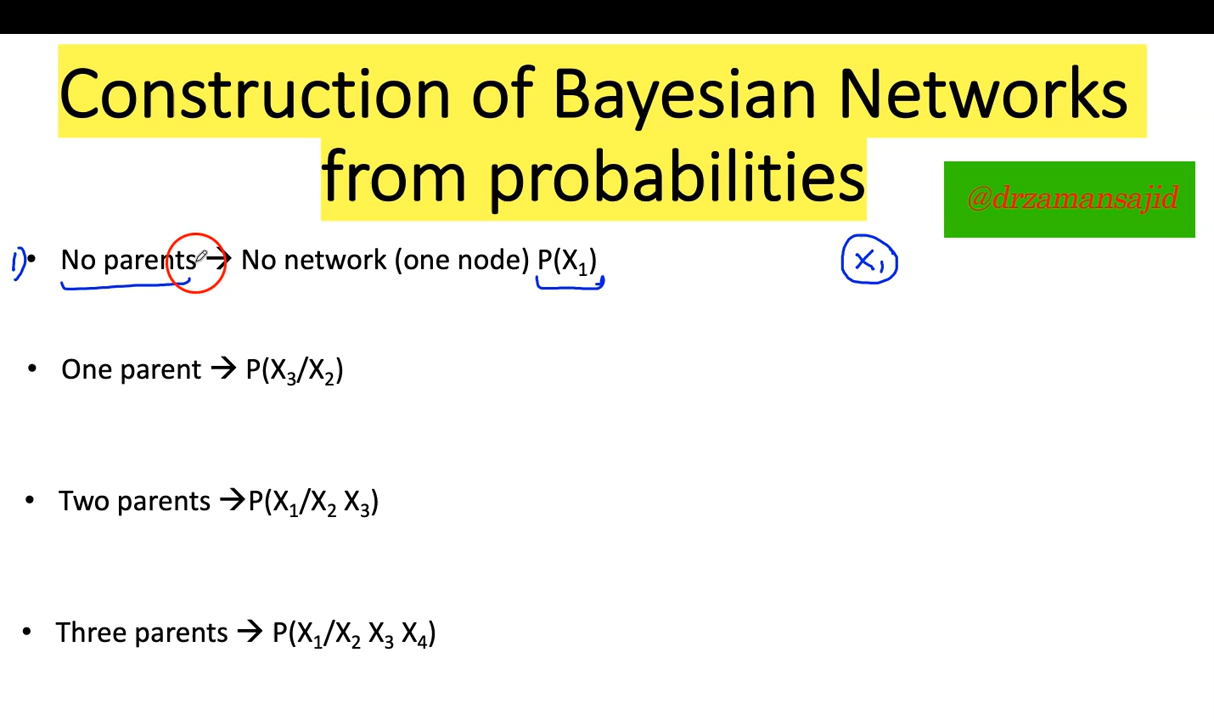 Construction of Bayesian Networks
from probabilities
@drzamansajid
1) • No parents → No network (one node) P(X₁) X₁
• One parent → P(X₃/X₂)
• Two parents →P(X₁/X₂ X₃)
• Three parents → P(X₁/X₂ X₃ X₄)